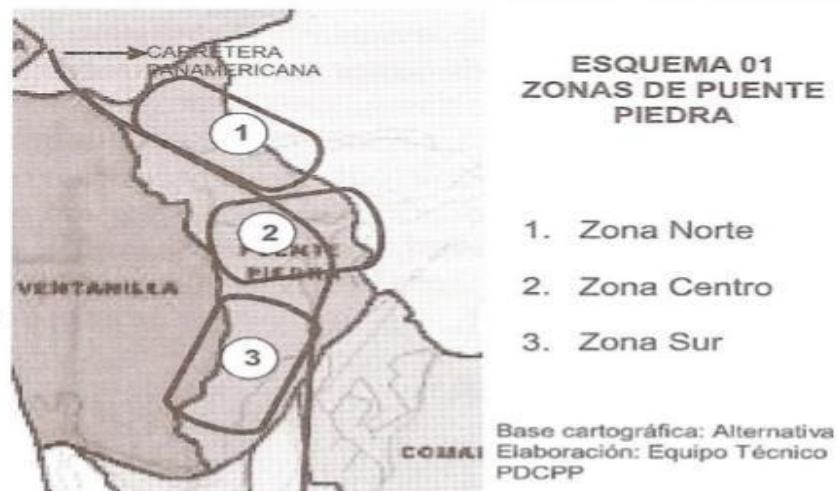 CARRETERA
PANAMERICANA
1
2
PUENTE
PIEDRA
VENTANILLA
3
ESQUEMA 01
ZONAS DE PUENTE
PIEDRA
1. Zona Norte
2. Zona Centro
3. Zona Sur
Base cartográfica: Alternativa
Elaboración: Equipo Técnico
PDCPP